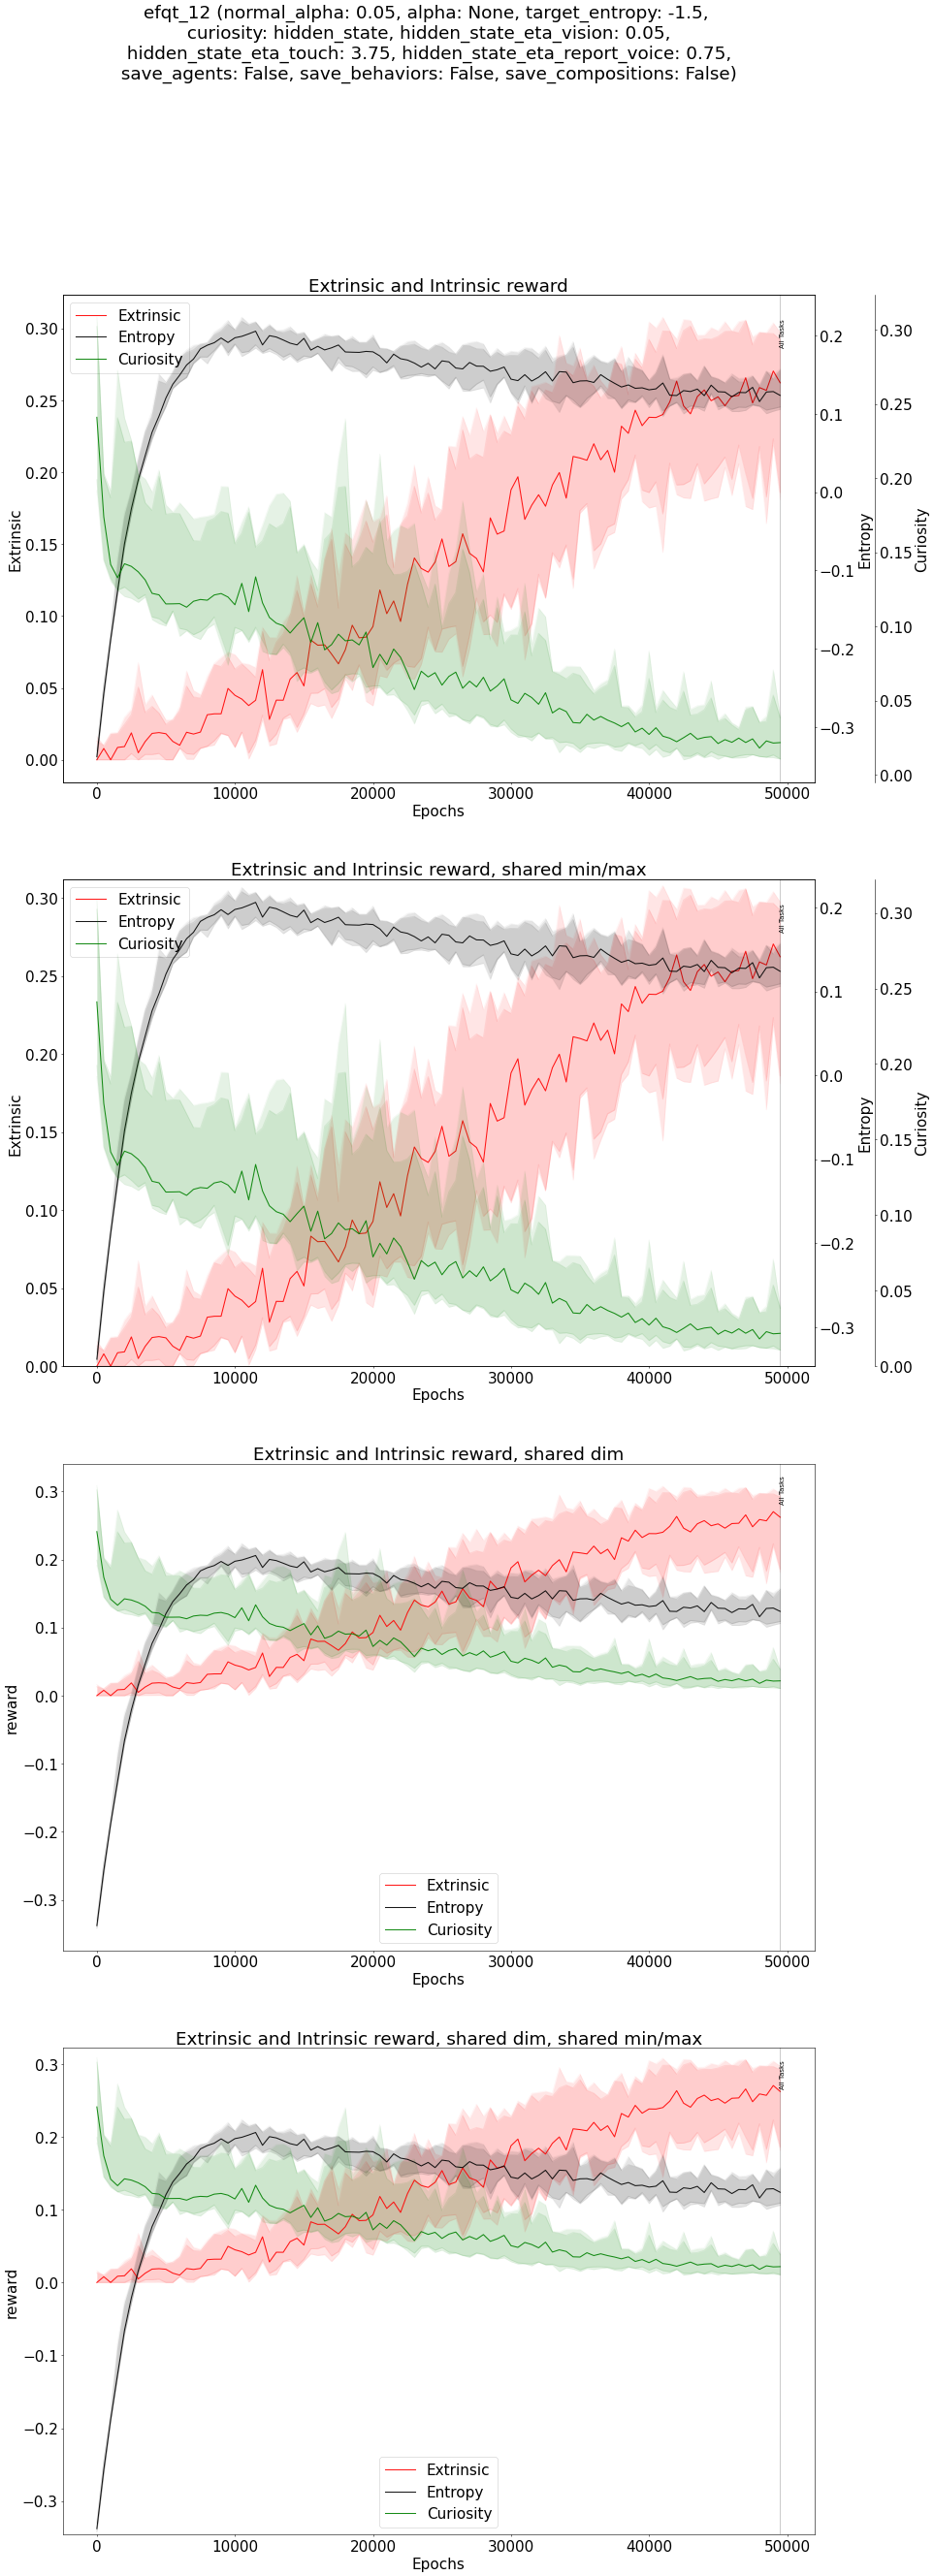 efqt_12 (normal_alpha: 0.05, alpha: None, target_entropy: -1.5,
curiosity: hidden_state, hidden_state_eta_vision: 0.05,
hidden_state_eta_touch: 3.75, hidden_state_eta_report_voice: 0.75,
save_agents: False, save_behaviors: False, save_compositions: False)
Extrinsic and Intrinsic reward
Extrinsic
Entropy
Curiosity
All Tasks
0.30
0.25
0.20
0.15
0.10
0.05
0.00
Extrinsic
0.2
0.1
0.0
−0.1
−0.2
−0.3
Entropy
0.30
0.25
0.20
0.15
0.10
0.05
0.00
Curiosity
0
10000
20000
30000
40000
50000
Epochs
Extrinsic and Intrinsic reward, shared min/max
Extrinsic
Entropy
Curiosity
All Tasks
0.30
0.25
0.20
0.15
0.10
0.05
0.00
Extrinsic
0.2
0.1
0.0
−0.1
−0.2
−0.3
Entropy
0.30
0.25
0.20
0.15
0.10
0.05
0.00
Curiosity
0
10000
20000
30000
40000
50000
Epochs
Extrinsic and Intrinsic reward, shared dim
All Tasks
0.3
0.2
0.1
0.0
−0.1
−0.2
−0.3
reward
Extrinsic
Entropy
Curiosity
0
10000
20000
30000
40000
50000
Epochs
Extrinsic and Intrinsic reward, shared dim, shared min/max
All Tasks
0.3
0.2
0.1
0.0
−0.1
−0.2
−0.3
reward
Extrinsic
Entropy
Curiosity
0
10000
20000
30000
40000
50000
Epochs